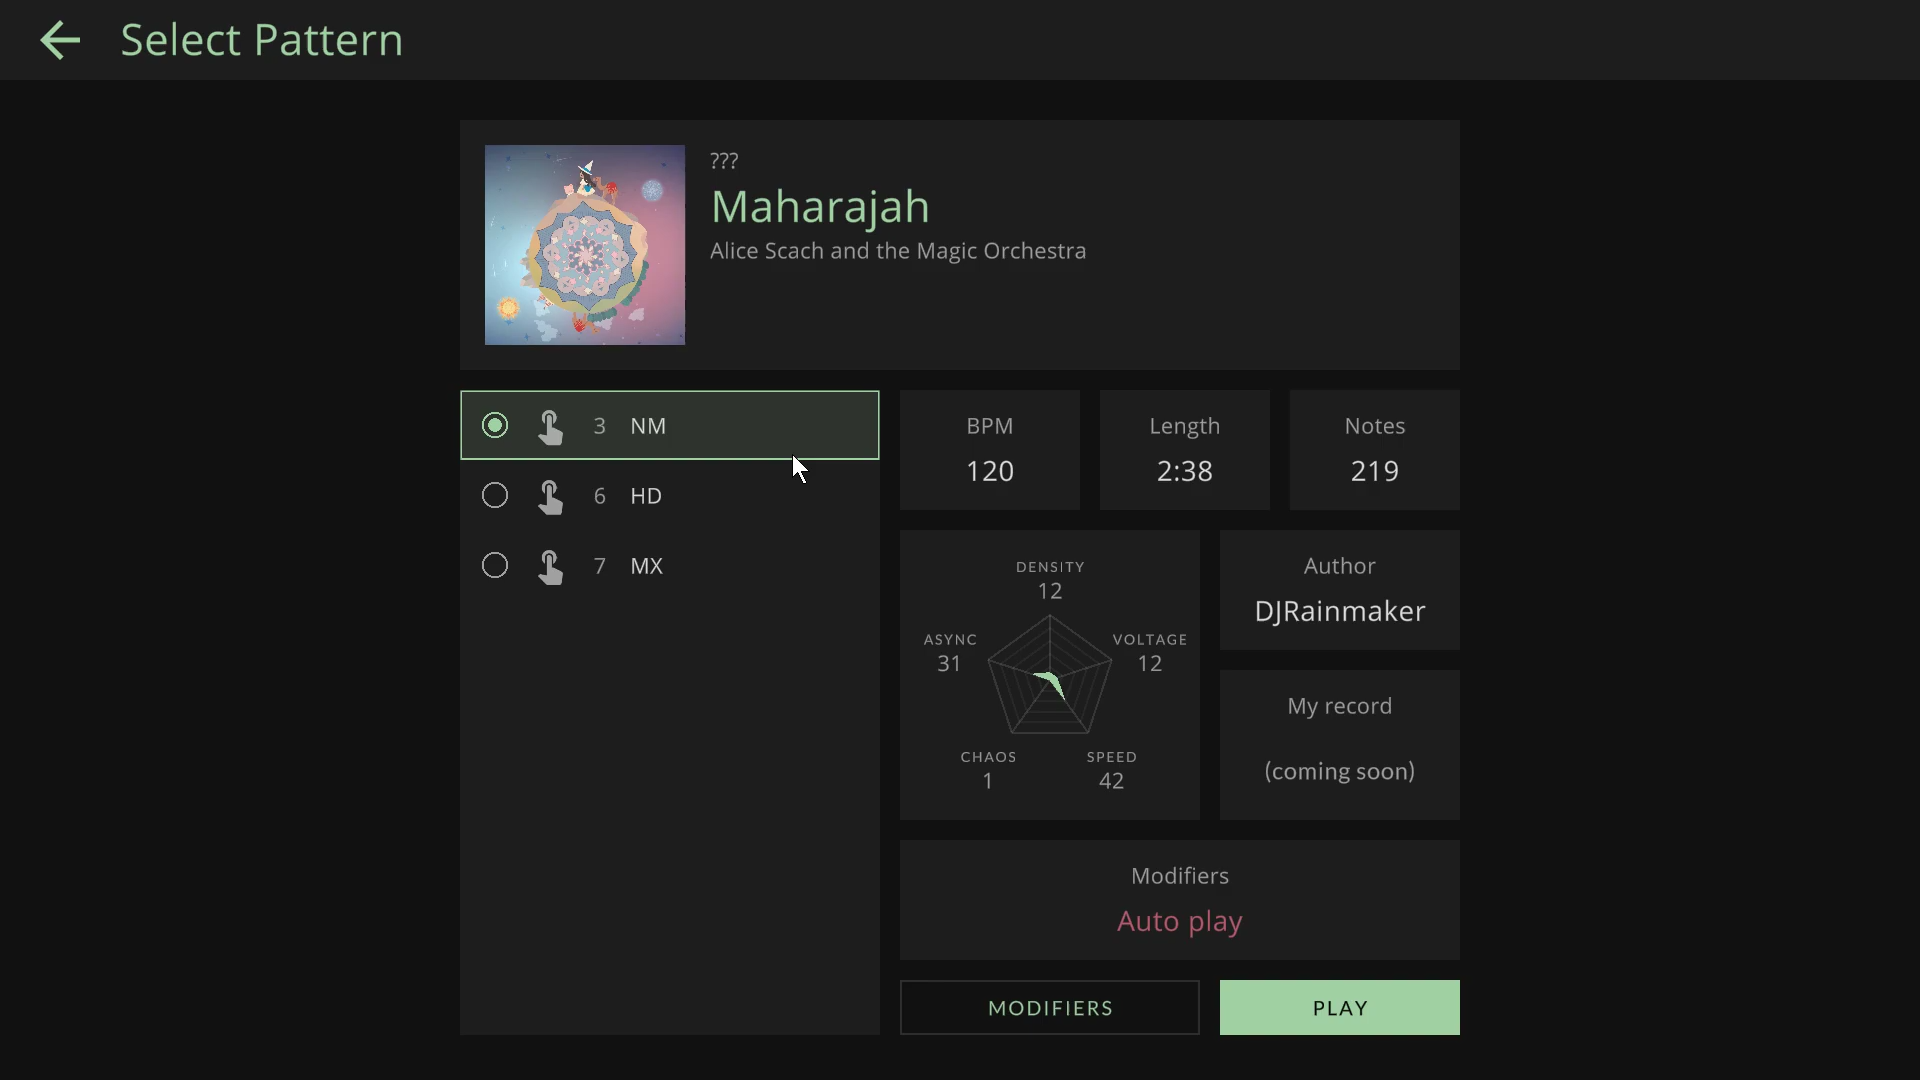 Select Pattern
???
Maharajah
Alice Scach and the Magic Orchestra
3 NM
6 HD
7 MX
BPM
120
Length
2:38
Notes
219
DENSITY
12
ASYNC
31
VOLTAGE
12
CHAOS
1
SPEED
42
Author
DJRainmaker
My record
(coming soon)
Modifiers
Auto play
MODIFIERS
PLAY